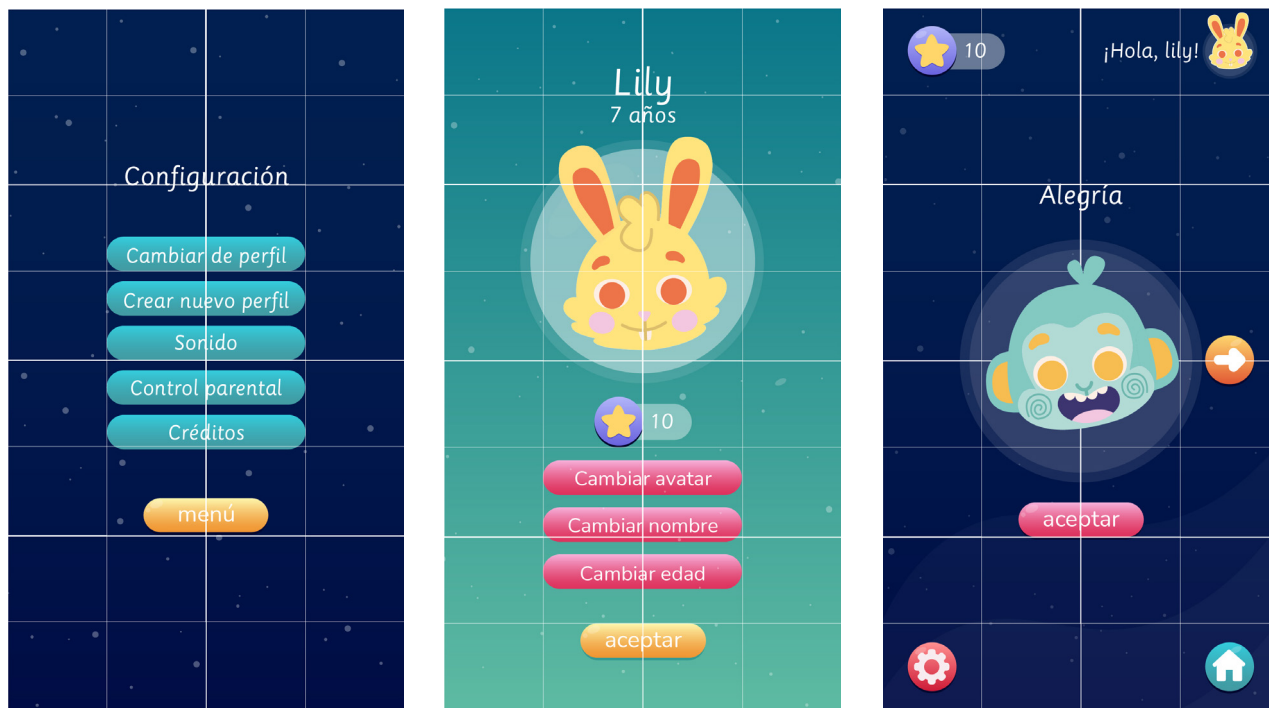 Configuración
Cambiar de perfil
Crear nuevo perfil
Sonido
Control parental
Créditos
menú
Lily
7 años
10
Cambiar avatar
Cambiar nombre
Cambiar edad
aceptar
10
¡Hola, lily!
Alegría
aceptar